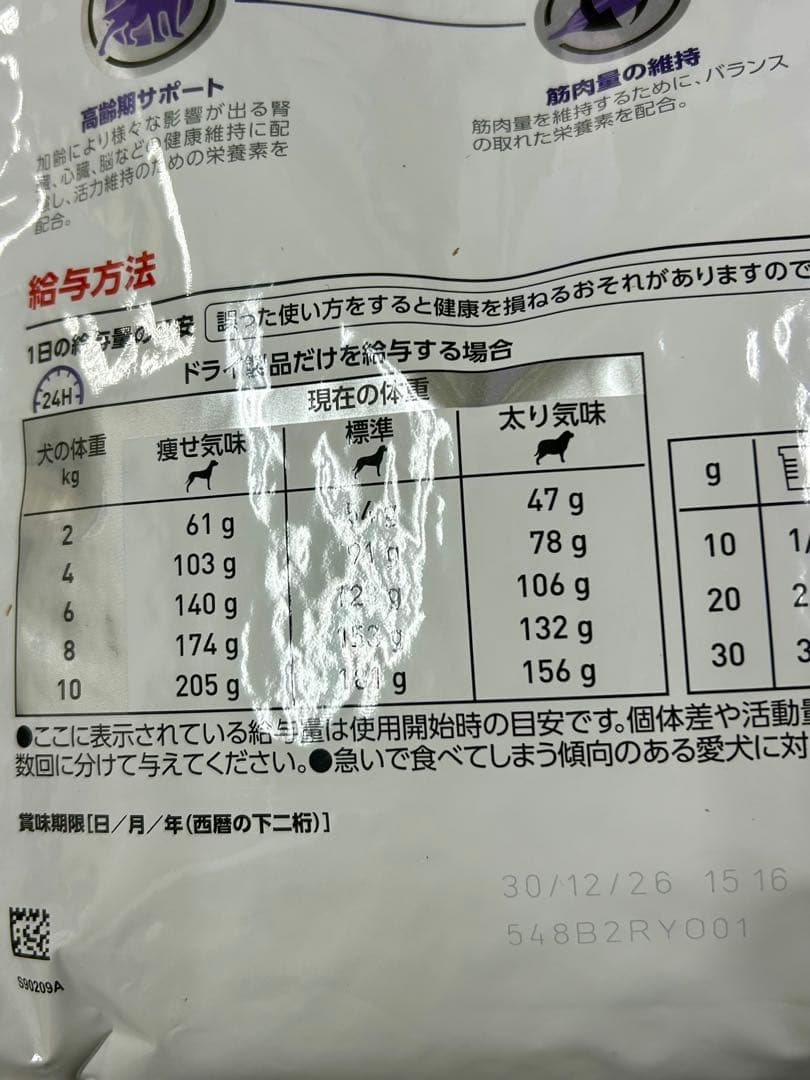 高齢期サポート
加齢により様々な影響が出る腎
臓、心臓、脳などの健康維持に配
慮し、活力維持のための栄養素を
配合。
筋肉量の維持
筋肉量を維持するために、バランス
の取れた栄養素を配合。
給与方法
1日の給与量の目安 誤った使い方をすると健康を損ねるおそれがありますので
24H
ドライ製品だけを給与する場合
現在の体重
犬の体重 kg 痩せ気味 標準 太り気味
2 61 g 47 g
4 103 g 91 g 78 g
6 140 g 106 g
8 174 g 132 g
10 205 g 156 g
g
10 1/
20 2
30 3
●ここに表示されている給与量は使用開始時の目安です。個体差や活動量
数回に分けて与えてください。●急いで食べてしまう傾向のある愛犬に対
賞味期限[日/月/年(西暦の下二桁)]
30/12/26 15 16
548B2RY001
S90209A